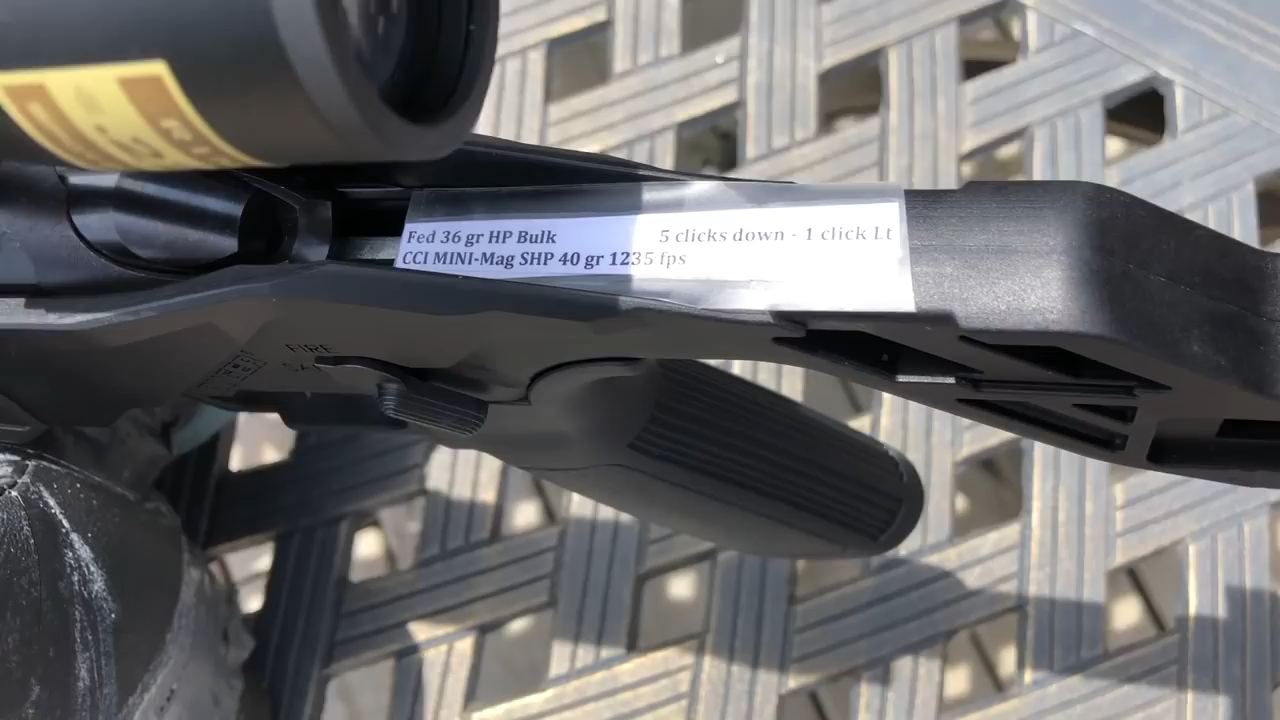 Fed 36 gr HP Bulk 5 clicks down - 1 click Lt
CCI MINI-Mag SHP 40 gr 1235 fps
FIRE